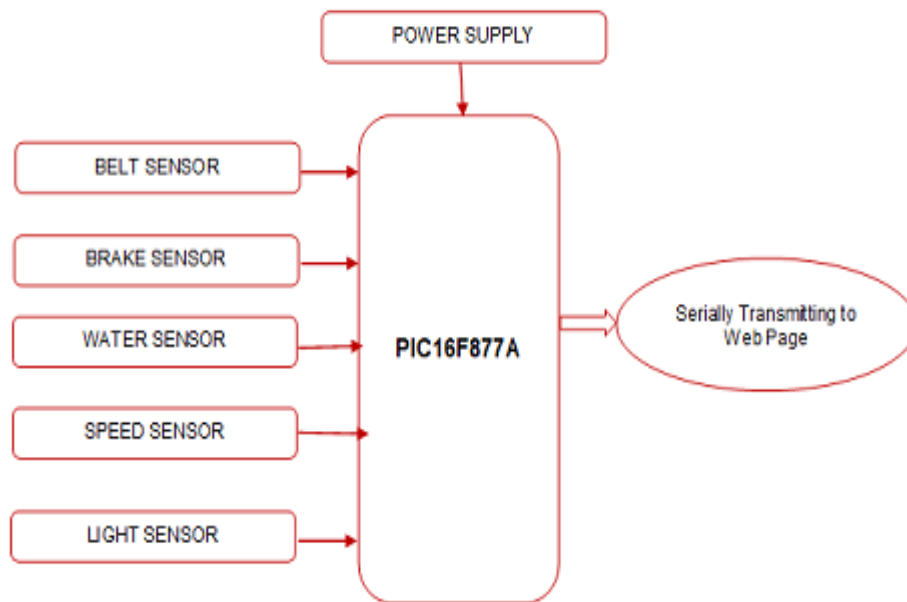 POWER SUPPLY
BELT SENSOR
BRAKE SENSOR
WATER SENSOR
SPEED SENSOR
LIGHT SENSOR
PIC16F877A
Serially Transmitting to
Web Page